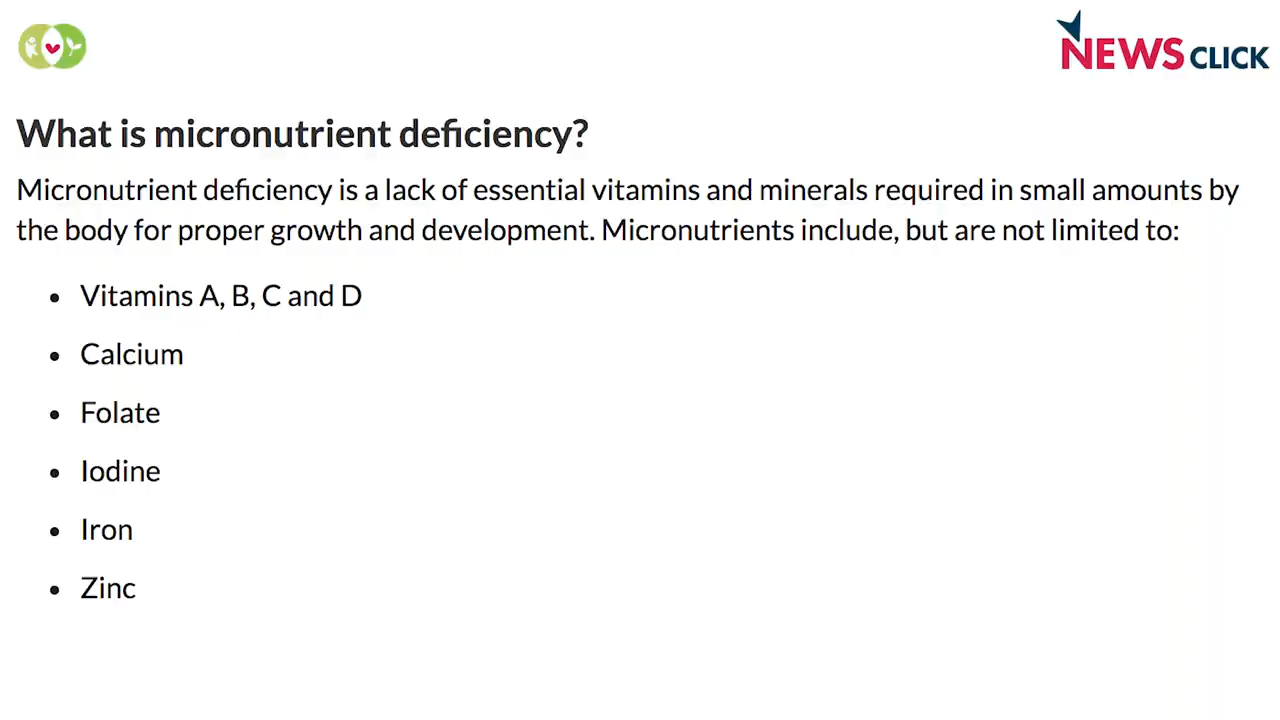 NEWS CLICK
What is micronutrient deficiency?
Micronutrient deficiency is a lack of essential vitamins and minerals required in small amounts by
the body for proper growth and development. Micronutrients include, but are not limited to:
• Vitamins A, B, C and D
• Calcium
• Folate
• Iodine
• Iron
• Zinc